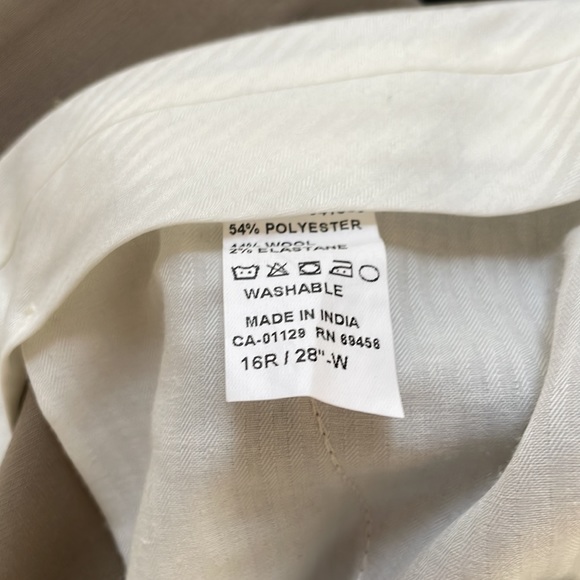 54% POLYESTER
44% WOOL
2% ELASTANE
WASHABLE
MADE IN INDIA
CA-01129 RN 69458
16R / 28"-W